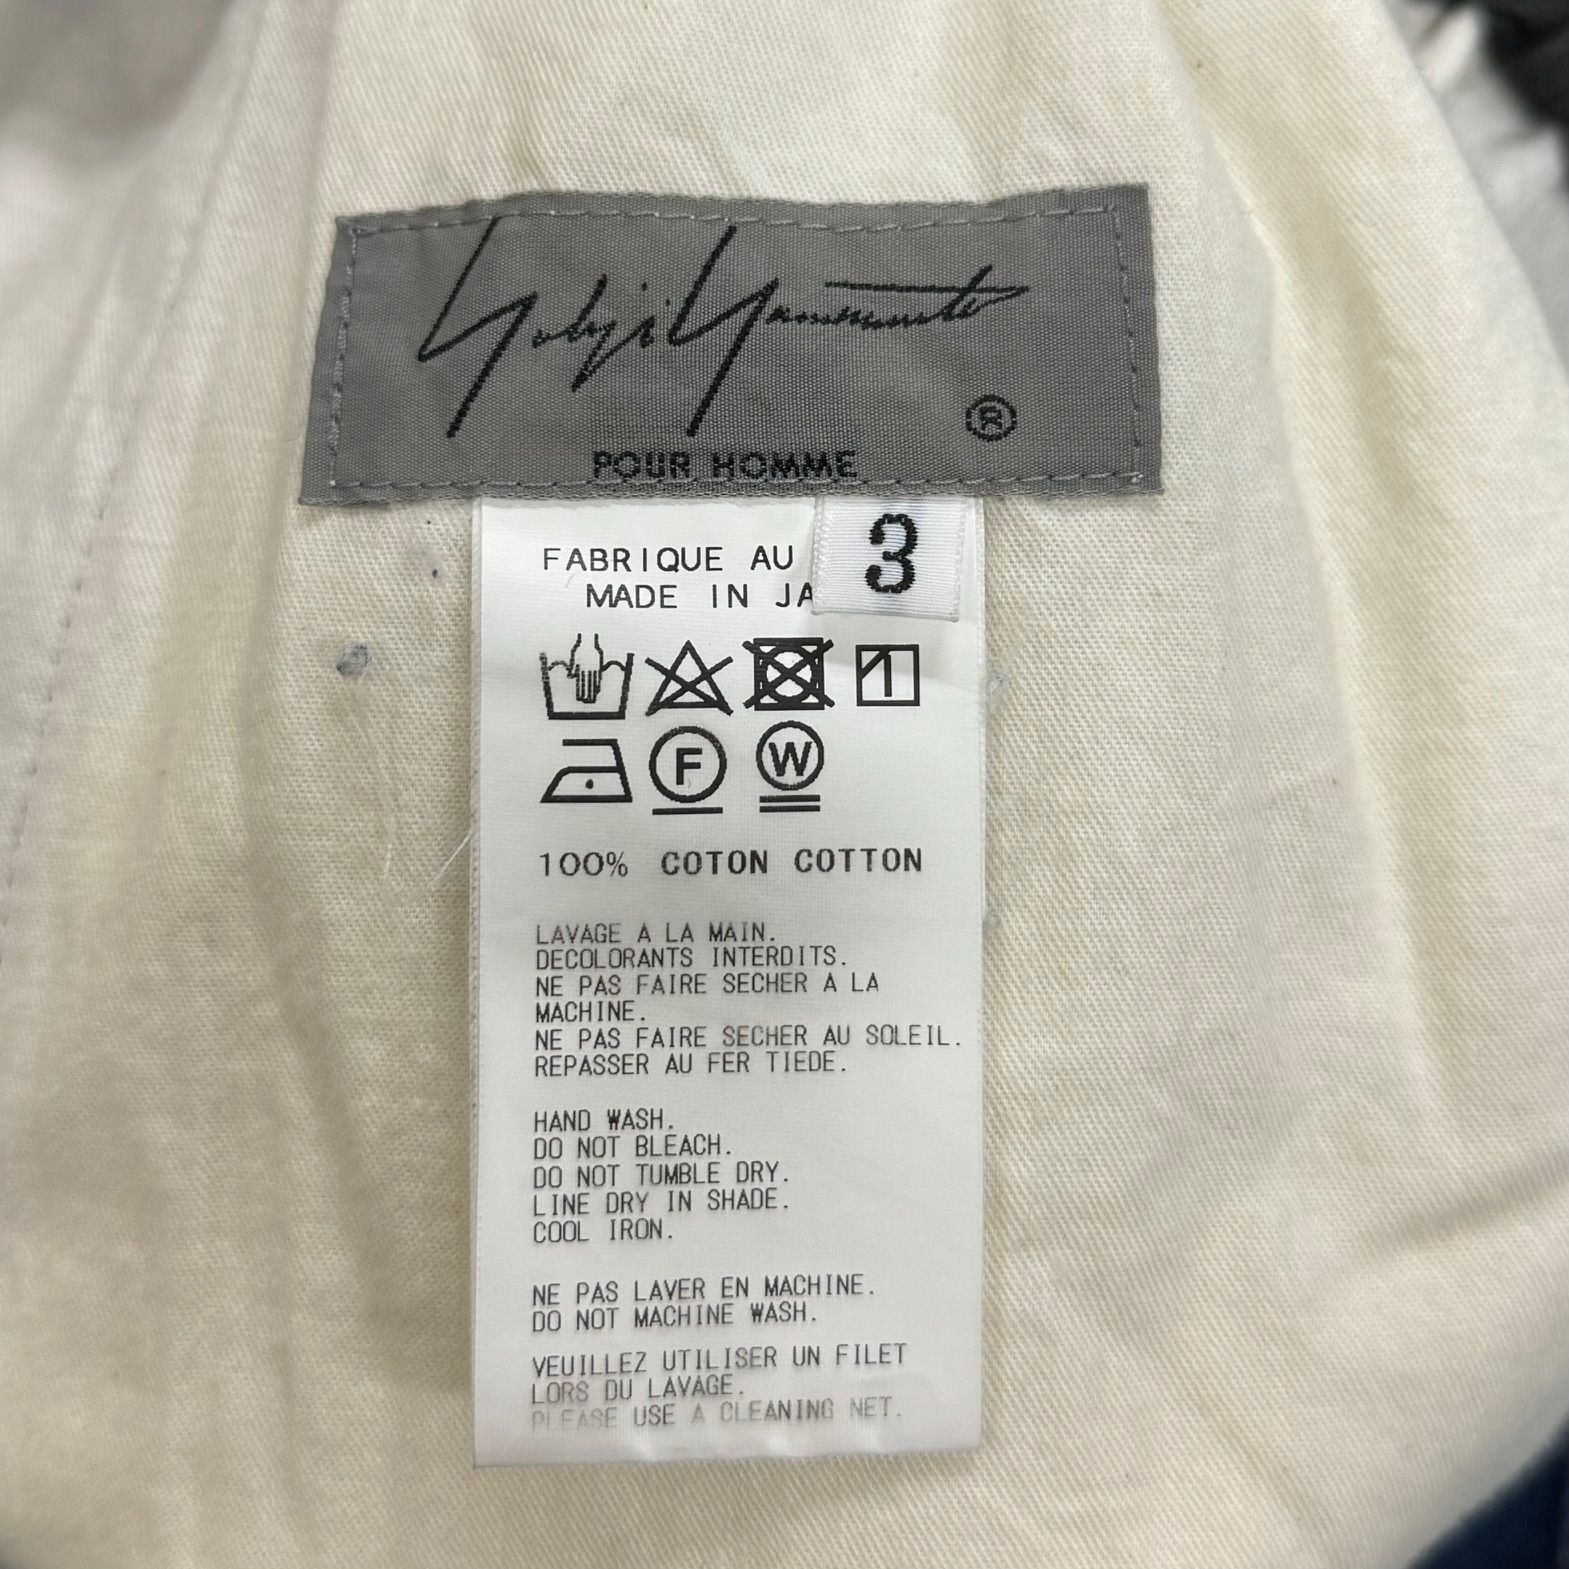 Yohji Yamamoto
®
POUR HOMME
3
FABRIQUE AU
MADE IN JA
F W
100% COTON COTTON
LAVAGE A LA MAIN.
DECOLORANTS INTERDITS.
NE PAS FAIRE SECHER A LA
MACHINE.
NE PAS FAIRE SECHER AU SOLEIL.
REPASSER AU FER TIEDE.
HAND WASH.
DO NOT BLEACH.
DO NOT TUMBLE DRY.
LINE DRY IN SHADE.
COOL IRON.
NE PAS LAVER EN MACHINE.
DO NOT MACHINE WASH.
VEUILLEZ UTILISER UN FILET
LORS DU LAVAGE.
PLEASE USE A CLEANING NET.